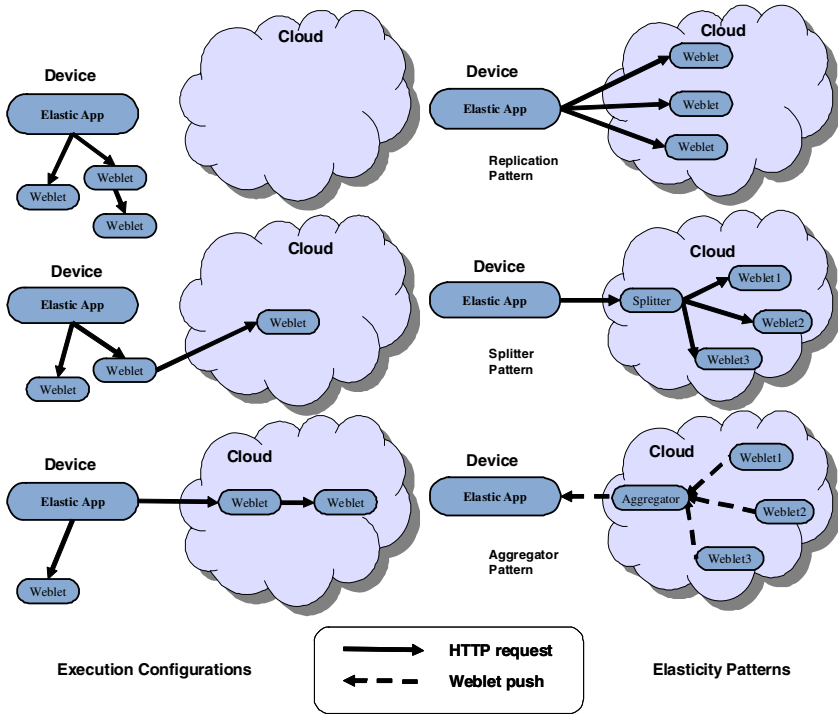 Cloud
Device
Elastic App
Weblet
Weblet
Weblet
Cloud
Device
Elastic App
Weblet
Weblet
Weblet
Replication
Pattern
Cloud
Device
Elastic App
Weblet
Weblet
Weblet
Cloud
Device
Elastic App
Splitter
Weblet1
Weblet2
Weblet3
Splitter
Pattern
Cloud
Device
Elastic App
Weblet
Weblet
Weblet
Cloud
Device
Elastic App
Aggregator
Weblet1
Weblet2
Weblet3
Aggregator
Pattern
Execution Configurations
HTTP request
Weblet push
Elasticity Patterns